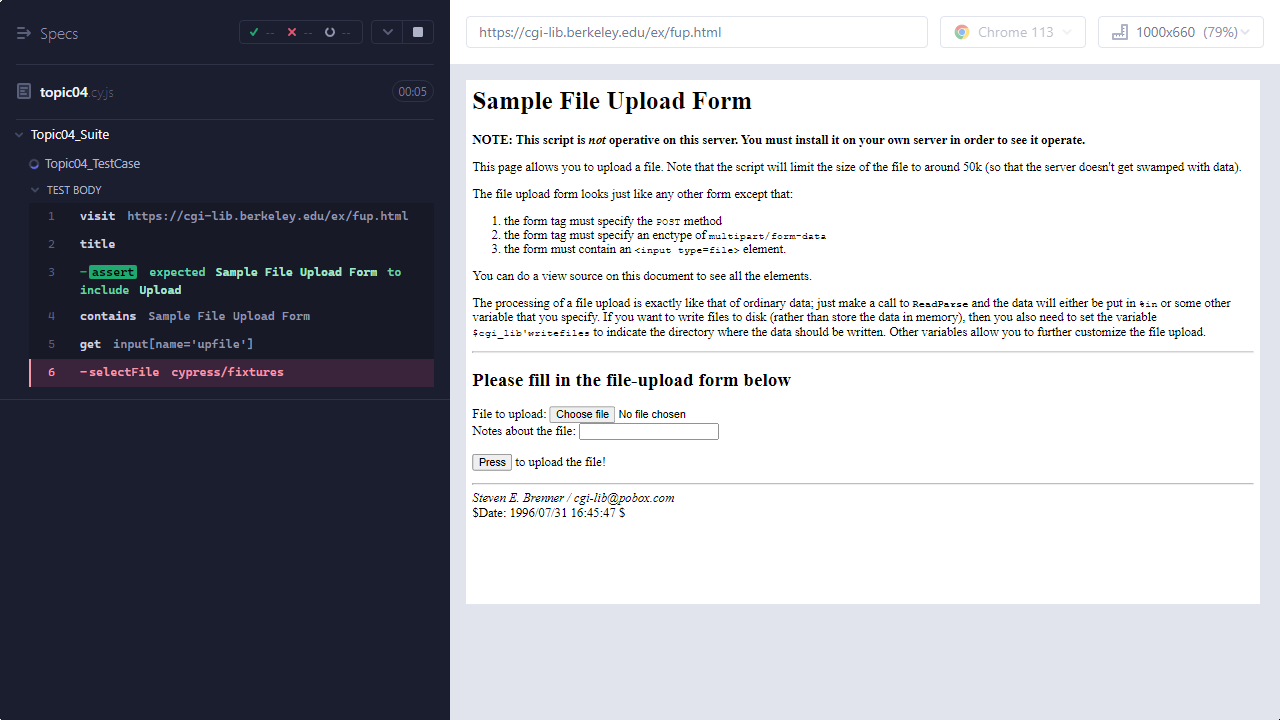 Specs
-- -- --
topic04.cy.js
00:05
Topic04_Suite
Topic04_TestCase
TEST BODY
1 visit https://cgi-lib.berkeley.edu/ex/fup.html
2 title
3 -assert expected Sample File Upload Form to
include Upload
4 contains Sample File Upload Form
5 get input[name='upfile']
6 -selectFile cypress/fixtures
https://cgi-lib.berkeley.edu/ex/fup.html
Chrome 113
1000x660 (79%)
Sample File Upload Form
NOTE: This script is not operative on this server. You must install it on your own server in order to see it operate.
This page allows you to upload a file. Note that the script will limit the size of the file to around 50k (so that the server doesn't get swamped with data).
The file upload form looks just like any other form except that:
1. the form tag must specify the POST method
2. the form tag must specify an enctype of multipart/form-data
3. the form must contain an <input type=file> element.
You can do a view source on this document to see all the elements.
The processing of a file upload is exactly like that of ordinary data; just make a call to ReadParse and the data will either be put in %in or some other
variable that you specify. If you want to write files to disk (rather than store the data in memory), then you also need to set the variable
$cgi_lib'writefiles to indicate the directory where the data should be written. Other variables allow you to further customize the file upload.
Please fill in the file-upload form below
File to upload: Choose file No file chosen
Notes about the file:
Press to upload the file!
Steven E. Brenner / cgi-lib@pobox.com
$Date: 1996/07/31 16:45:47 $